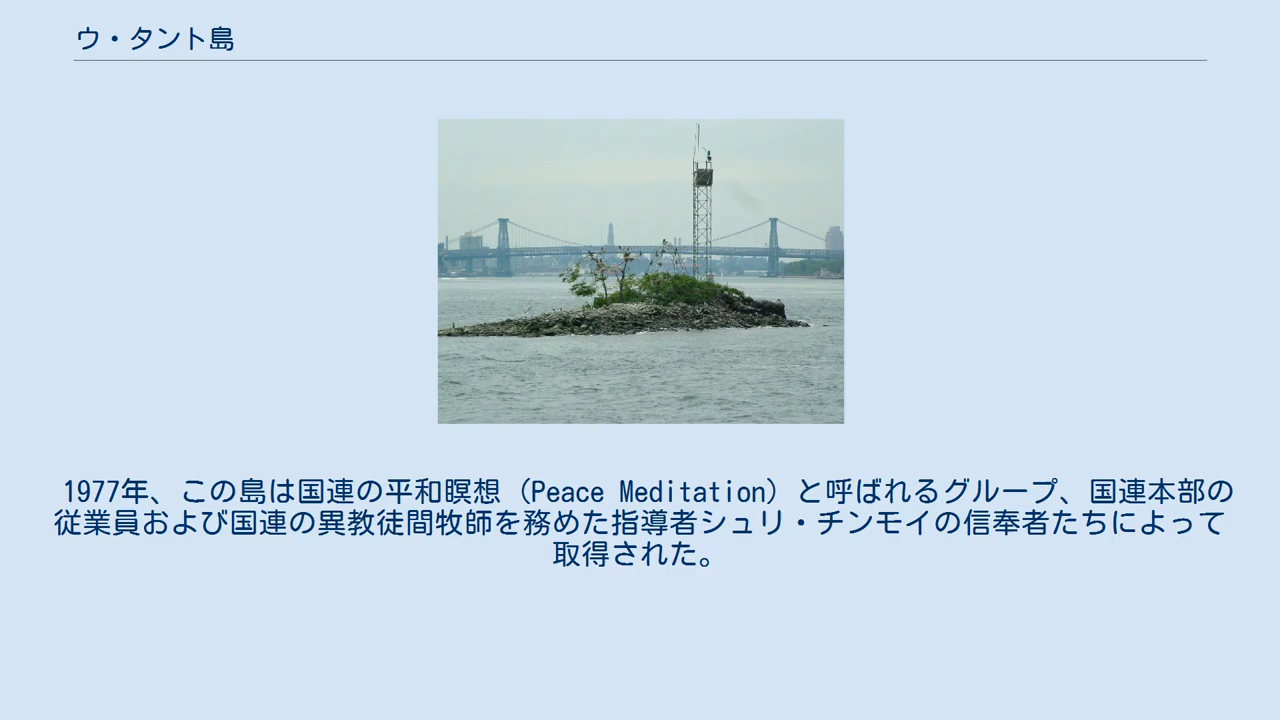 ウ・タント島
1977年、この島は国連の平和瞑想（Peace Meditation）と呼ばれるグループ、国連本部の
従業員および国連の異教徒間牧師を務めた指導者シュリ・チンモイの信奉者たちによって
取得された。